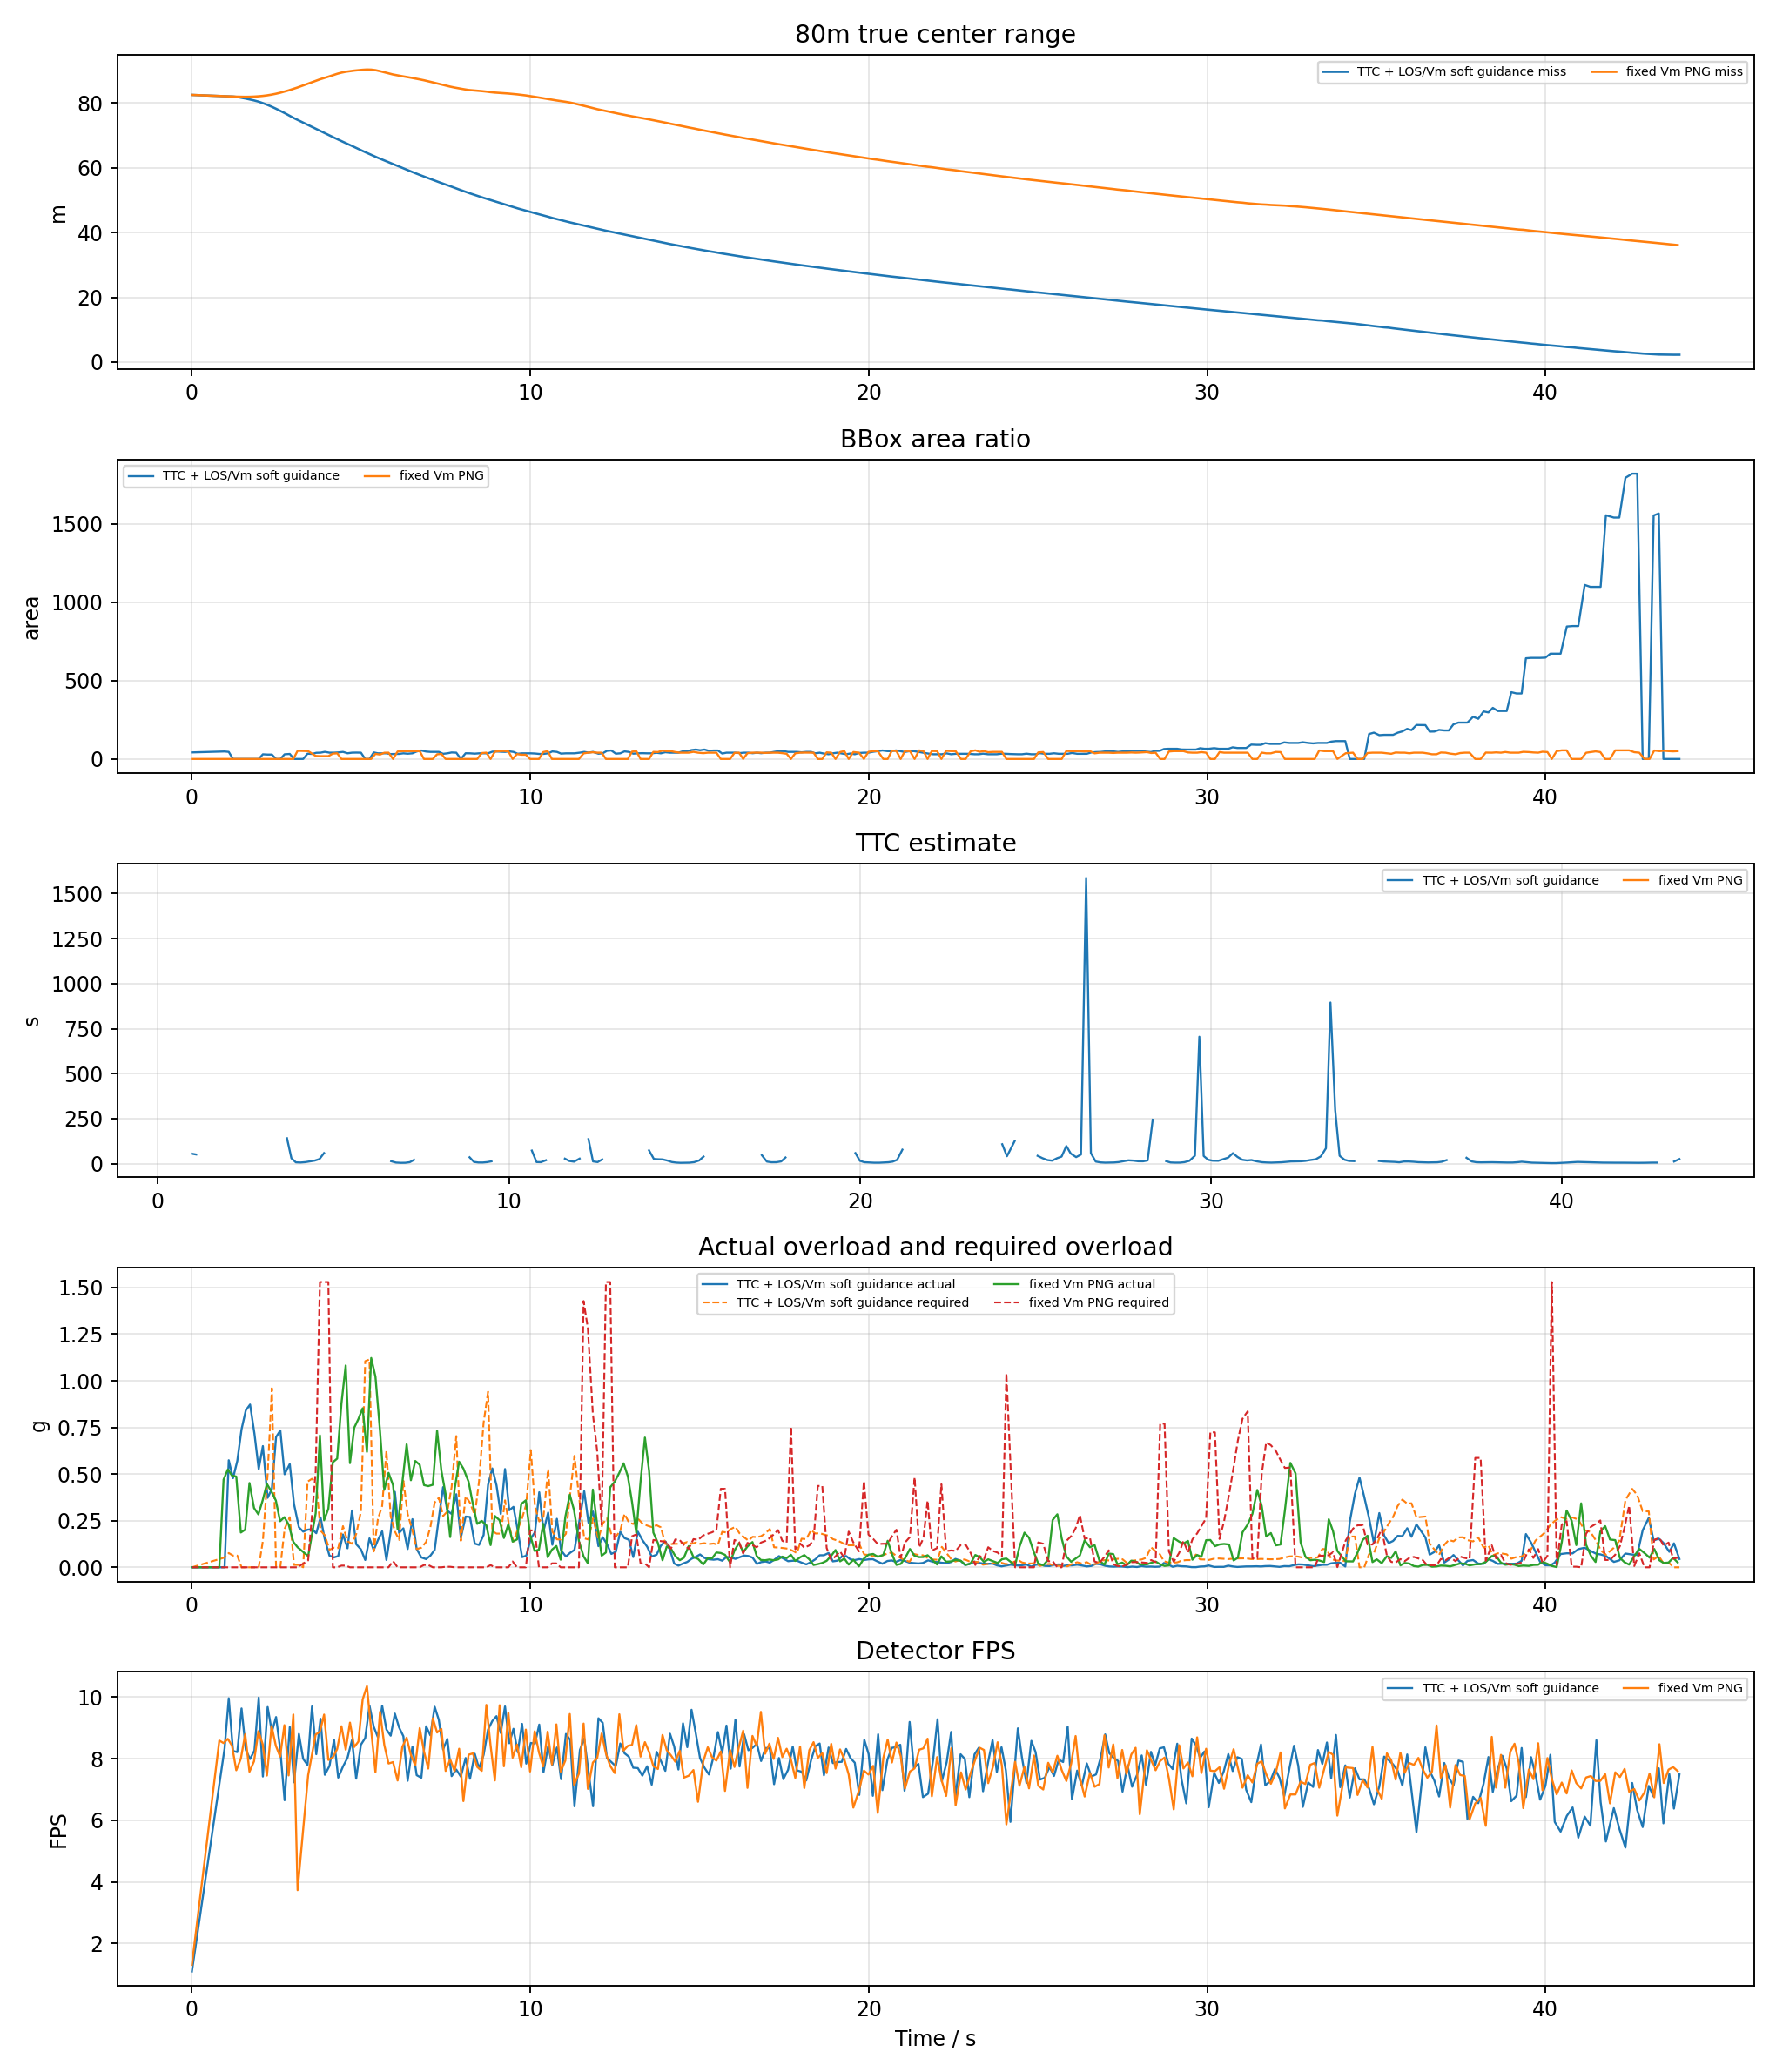 80m true center range
TTC + LOS/Vm soft guidance miss fixed Vm PNG miss
80
60
40
20
0
m
0 10 20 30 40
BBox area ratio
TTC + LOS/Vm soft guidance fixed Vm PNG
1500
1000
500
0
area
0 10 20 30 40
TTC estimate
TTC + LOS/Vm soft guidance fixed Vm PNG
1500
1250
1000
750
500
250
0
s
0 10 20 30 40
Actual overload and required overload
TTC + LOS/Vm soft guidance actual fixed Vm PNG actual
TTC + LOS/Vm soft guidance required fixed Vm PNG required
1.50
1.25
1.00
0.75
0.50
0.25
0.00
g
0 10 20 30 40
Detector FPS
TTC + LOS/Vm soft guidance fixed Vm PNG
10
8
6
4
2
FPS
0 10 20 30 40
Time / s